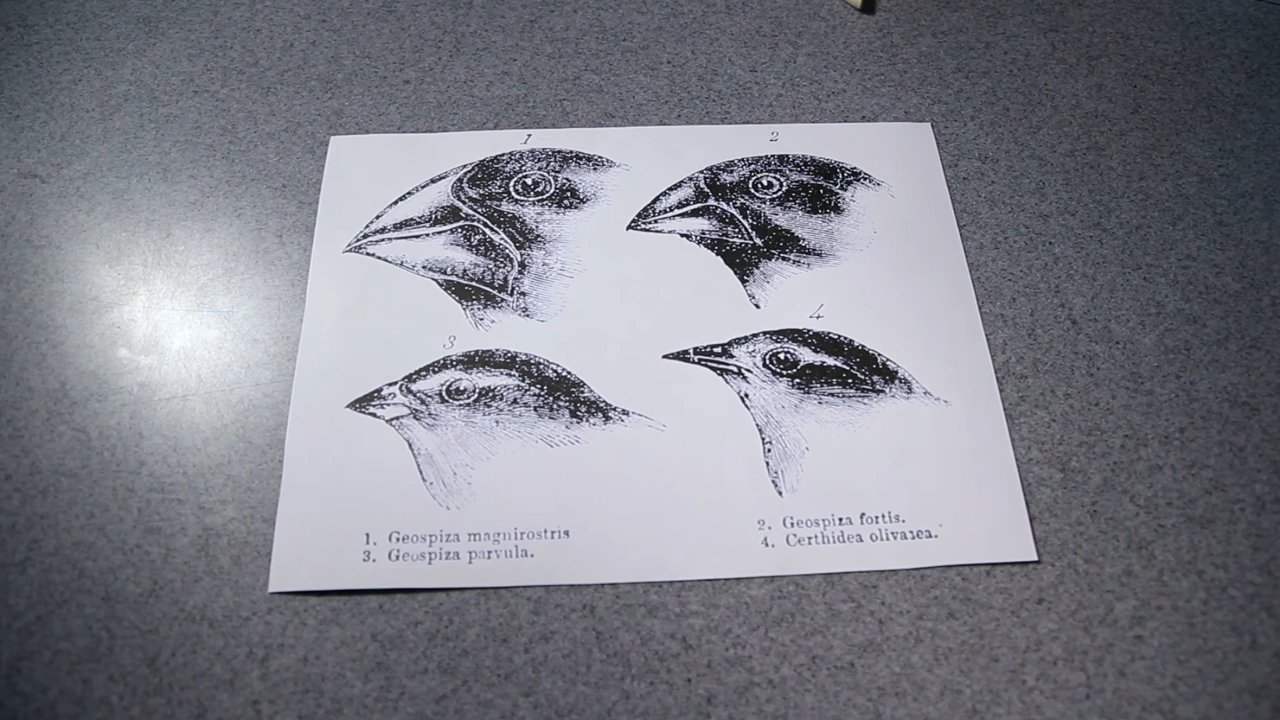 1
2
3
4
1. Geospiza magnirostris
2. Geospiza fortis.
3. Geospiza parvula.
4. Certhidea olivasea.